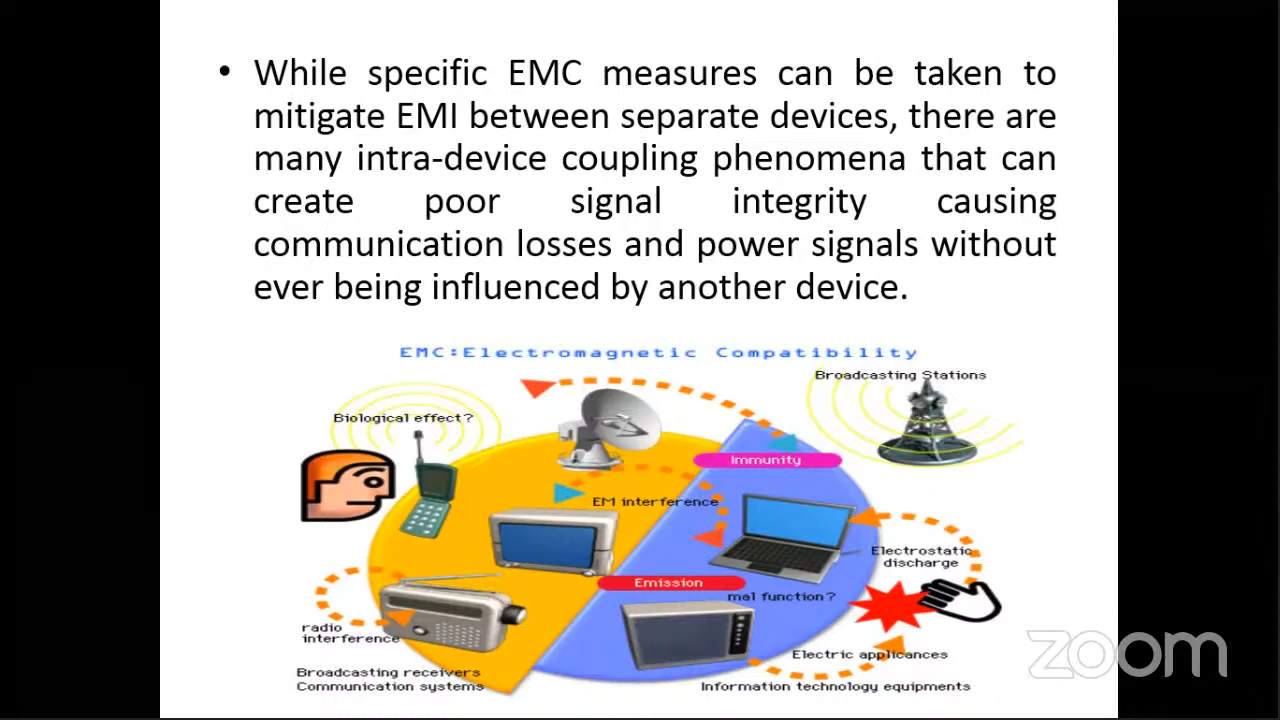 • While specific EMC measures can be taken to
mitigate EMI between separate devices, there are
many intra-device coupling phenomena that can
create poor signal integrity causing
communication losses and power signals without
ever being influenced by another device.
EMC:Electromagnetic Compatibility
Broadcasting Stations
Biological effect?
Immunity
EM interference
Electrostatic
discharge
Emission
mal function?
radio
interference
Electric applicances
Broadcasting receivers
Communication systems
Information technology equipments
zoom